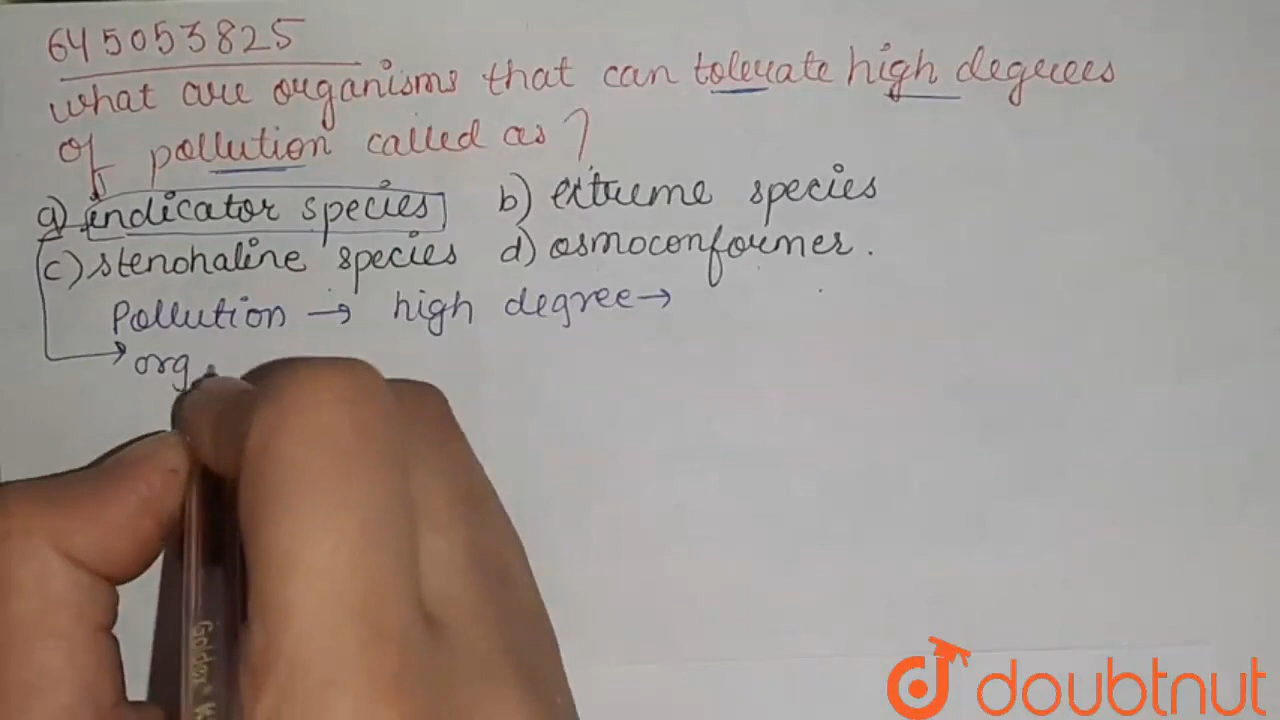 645053825
what are organisms that can tolerate high degrees
of pollution called as ?
a) indicator species b) extreme species
c) stenohaline species d) osmoconformer.
Pollution → high degree →
org
Golden
doubtnut